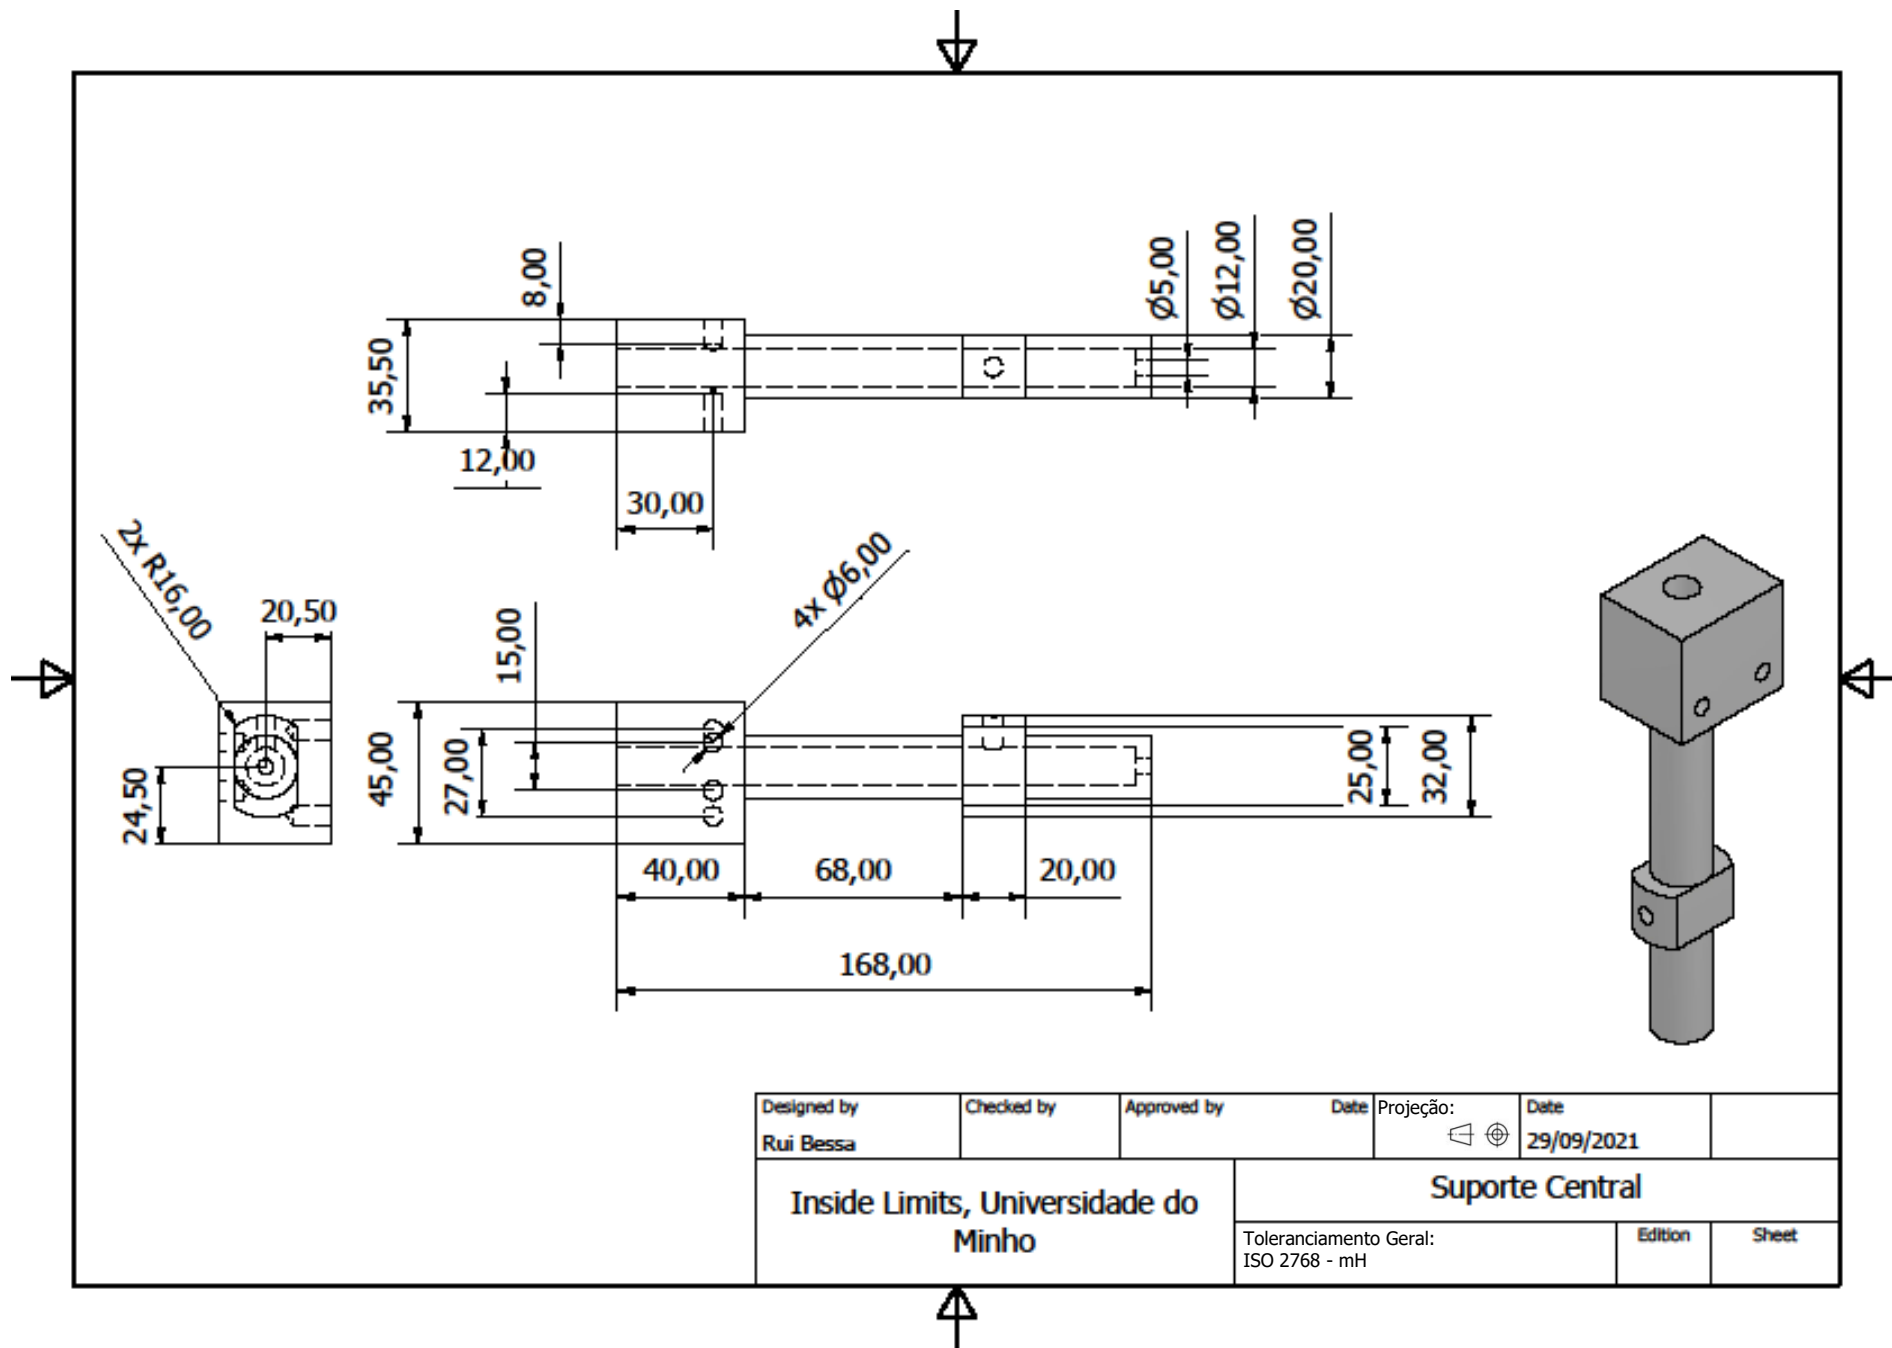 8,00
35,50
12,00
30,00
Ø5,00
Ø12,00
Ø20,00
2x R16,00
20,50
24,50
45,00
27,00
15,00
4x Ø6,00
25,00
32,00
40,00
68,00
20,00
168,00
Designed by
Rui Bessa
Checked by
Approved by
Date
Projeção:
Date
29/09/2021
Inside Limits, Universidade do
Minho
Suporte Central
Toleranciamento Geral:
ISO 2768 - mH
Edition
Sheet